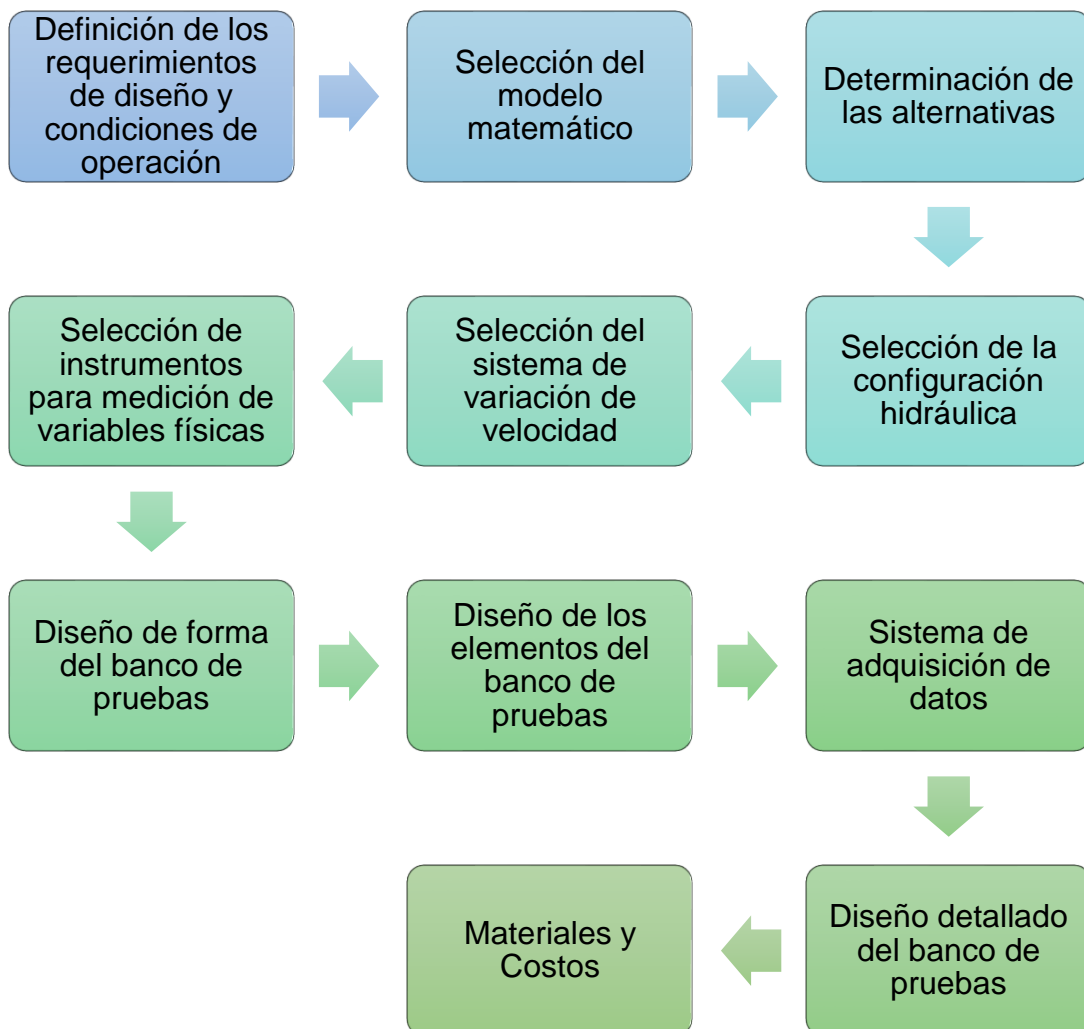 Definición de los
requerimientos
de diseño y
condiciones de
operación
Selección del
modelo
matemático
Determinación de
las alternativas
Selección de la
configuración
hidráulica
Selección del
sistema de
variación de
velocidad
Selección de
instrumentos
para medición de
variables físicas
Diseño de forma
del banco de
pruebas
Diseño de los
elementos del
banco de
pruebas
Sistema de
adquisición de
datos
Diseño detallado
del banco de
pruebas
Materiales y
Costos